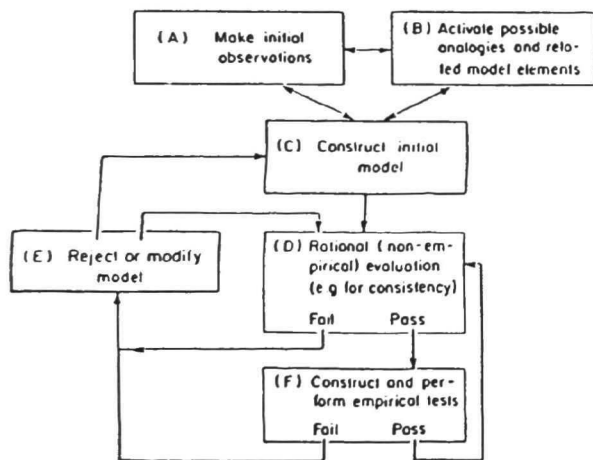 (A) Make initial
observations
(B) Activate possible
analogies and rela-
ted model elements
(C) Construct initial
model
(E) Reject or modify
model
(D) Rational (non-em-
pirical) evaluation
(e g for consistency)
Fail Pass
(F) Construct and per-
form empirical tests
Fail Pass